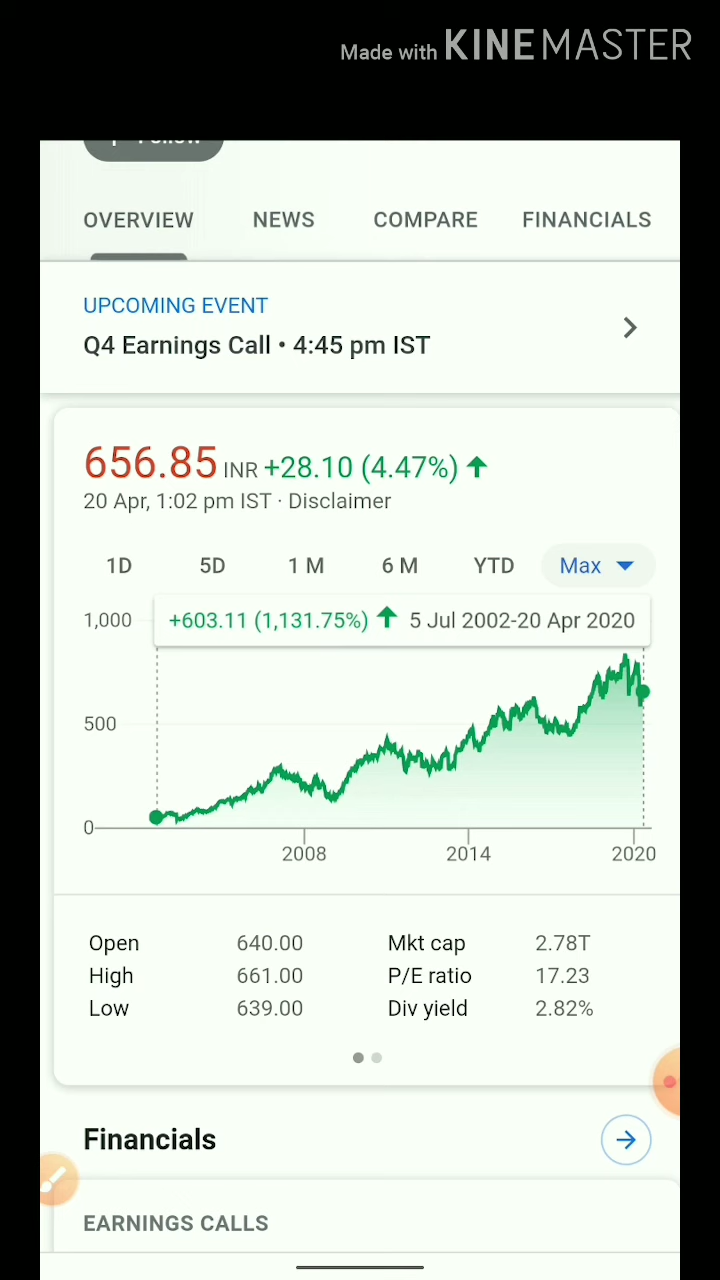 Made with KINEMASTER
OVERVIEW NEWS COMPARE FINANCIALS
UPCOMING EVENT
Q4 Earnings Call • 4:45 pm IST
656.85 INR +28.10 (4.47%)
20 Apr, 1:02 pm IST · Disclaimer
1D 5D 1 M 6 M YTD Max
1,000 +603.11 (1,131.75%) 5 Jul 2002-20 Apr 2020
500
0
2008 2014 2020
Open 640.00 Mkt cap 2.78T
High 661.00 P/E ratio 17.23
Low 639.00 Div yield 2.82%
Financials
EARNINGS CALLS